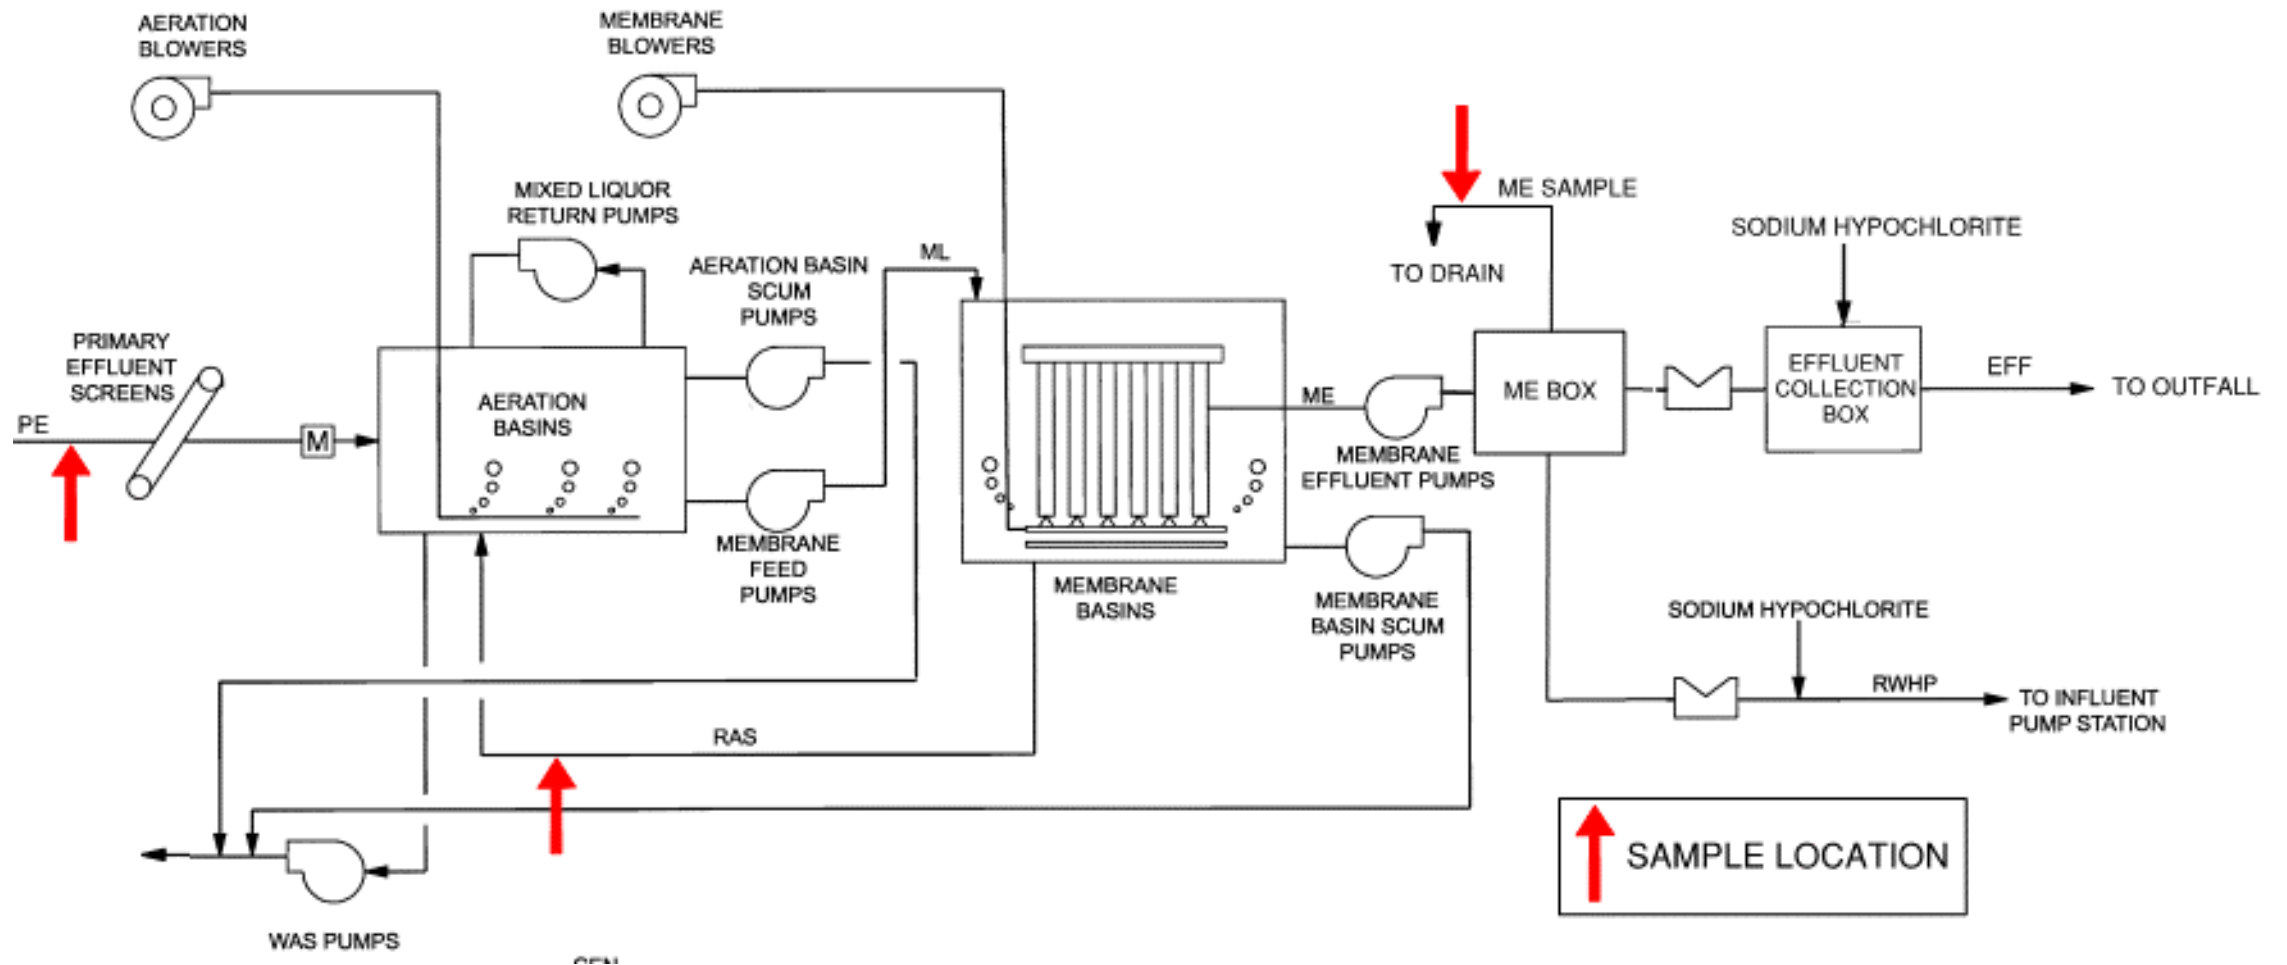 AERATION
BLOWERS
MEMBRANE
BLOWERS
MIXED LIQUOR
RETURN PUMPS
ME SAMPLE
TO DRAIN
SODIUM HYPOCHLORITE
AERATION BASIN
SCUM
PUMPS
ML
PRIMARY
EFFLUENT
SCREENS
PE
M
AERATION
BASINS
ME
MEMBRANE
EFFLUENT PUMPS
ME BOX
EFFLUENT
COLLECTION
BOX
EFF
TO OUTFALL
MEMBRANE
FEED
PUMPS
MEMBRANE
BASINS
MEMBRANE
BASIN SCUM
PUMPS
SODIUM HYPOCHLORITE
RWHP
TO INFLUENT
PUMP STATION
RAS
WAS PUMPS
SAMPLE LOCATION